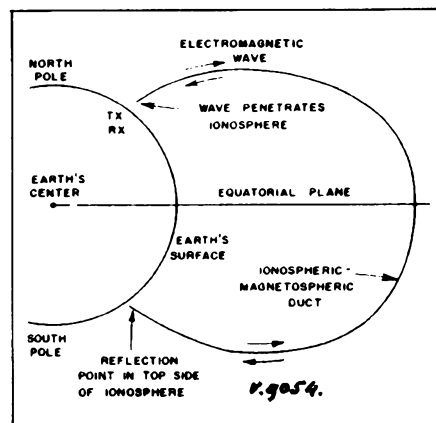 ELECTROMAGNETIC
WAVE
NORTH
POLE
TX
RX
WAVE PENETRATES
IONOSPHERE
EARTH'S
CENTER
EQUATORIAL PLANE
EARTH'S
SURFACE
IONOSPHERIC-
MAGNETOSPHERIC
DUCT
SOUTH
POLE
REFLECTION
POINT IN TOP SIDE
OF IONOSPHERE